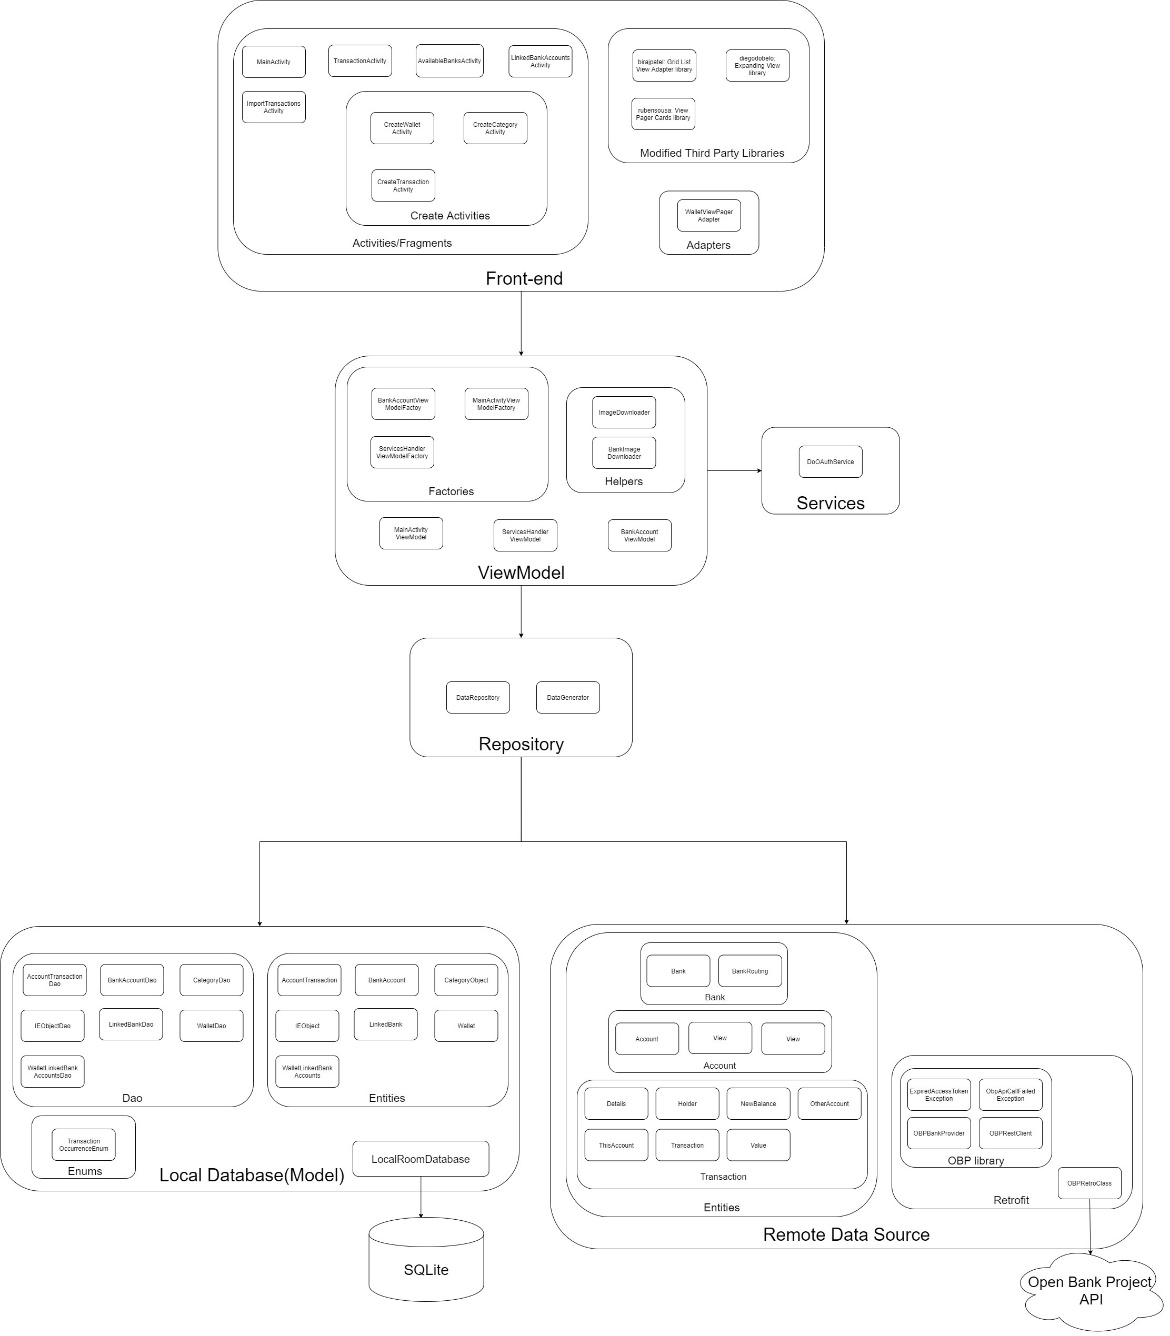 MainActivity
TransactionActivity
AvailableBanksActivity
LinkedBankAccounts
Activity
ImportTransactions
Activity
CreateWallet
Activity
CreateCategory
Activity
CreateTransaction
Activity
Create Activities
Activities/Fragments
birajpatel: Grid List
View Adapter library
diegodobelo:
Expanding View
library
rubensousa: View
Pager Cards library
Modified Third Party Libraries
WalletViewPager
Adapter
Adapters
Front-end
BankAccountView
ModelFactoy
MainActivityView
ModelFactory
ServicesHandler
ViewModelFactory
Factories
ImageDownloader
BankImage
Downloader
Helpers
MainActivity
ViewModel
ServicesHandler
ViewModel
BankAccount
ViewModel
ViewModel
DoOAuthService
Services
DataRepository
DataGenerator
Repository
AccountTransaction
Dao
BankAccountDao
CategoryDao
IEObjectDao
LinkedBankDao
WalletDao
WalletLinkedBank
AccountsDao
Dao
AccountTransaction
BankAccount
CategoryObject
IEObject
LinkedBank
Wallet
WalletLinkedBank
Accounts
Entities
Transaction
OccurrenceEnum
Enums
Local Database(Model)
LocalRoomDatabase
SQLite
Bank
BankRouting
Bank
Account
View
View
Account
Details
Holder
NewBalance
OtherAccount
ThisAccount
Transaction
Value
Transaction
Entities
ExpiredAccessToken
Exception
ObpApiCallFailed
Exception
OBPBankProvider
OBPRestClient
OBP library
OBPRetroClass
Retrofit
Remote Data Source
Open Bank Project
API